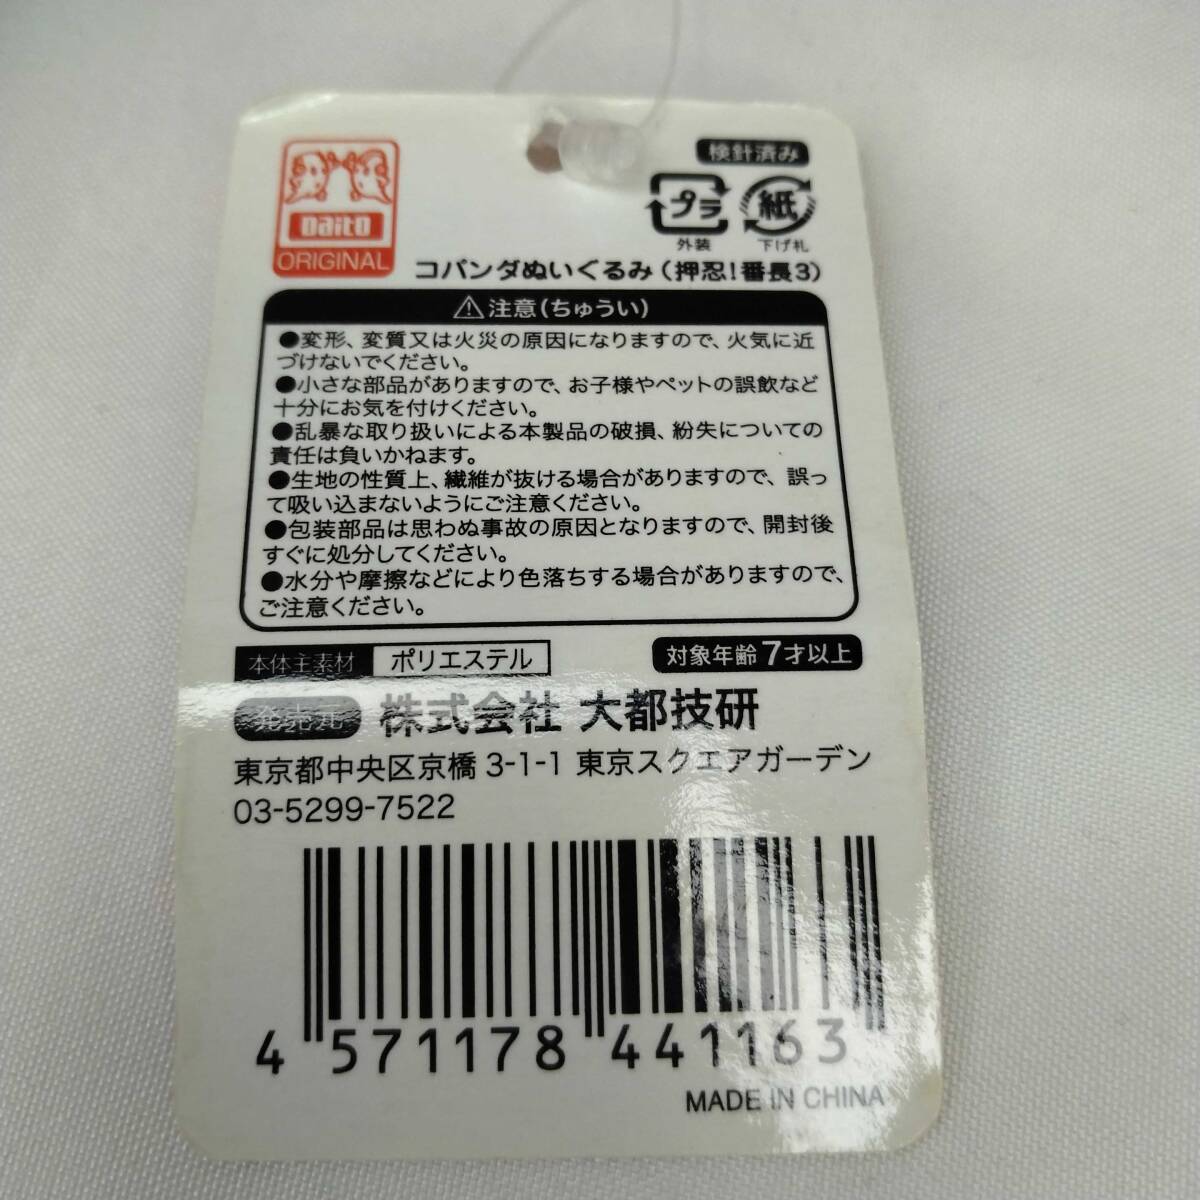 検針済み
Daito
ORIGINAL
プラ
紙
外装
下げ札
コパンダぬいぐるみ(押忍!番長3)
注意(ちゅうい)
●変形、変質又は火災の原因になりますので、火気に近
づけないでください。
●小さな部品がありますので、お子様やペットの誤飲など
十分にお気を付けください。
●乱暴な取り扱いによる本製品の破損、紛失についての
責任は負いかねます。
●生地の性質上、繊維が抜ける場合がありますので、誤っ
て吸い込まないようにご注意ください。
●包装部品は思わぬ事故の原因となりますので、開封後
すぐに処分してください。
●水分や摩擦などにより色落ちする場合がありますので、
ご注意ください。
本体主素材 ポリエステル 対象年齢7才以上
発売元 株式会社 大都技研
東京都中央区京橋 3-1-1 東京スクエアガーデン
03-5299-7522
4 571178 441163
MADE IN CHINA